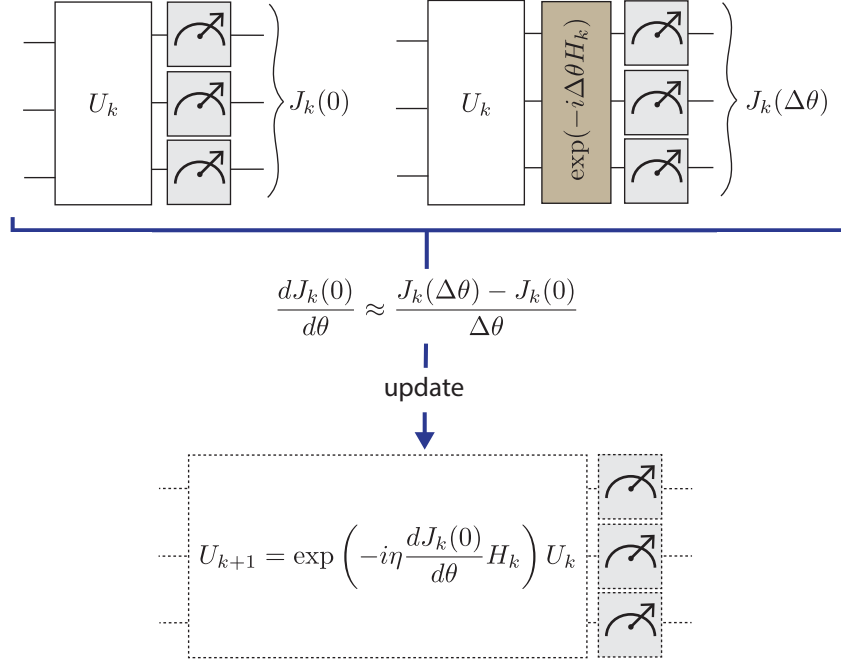 U_k
J_k(0)
U_k
exp(−iΔθH_k)
J_k(Δθ)
dJ_k(0)/dθ ≈ (J_k(Δθ) − J_k(0))/Δθ
update
U_{k+1} = exp(−iη dJ_k(0)/dθ H_k) U_k